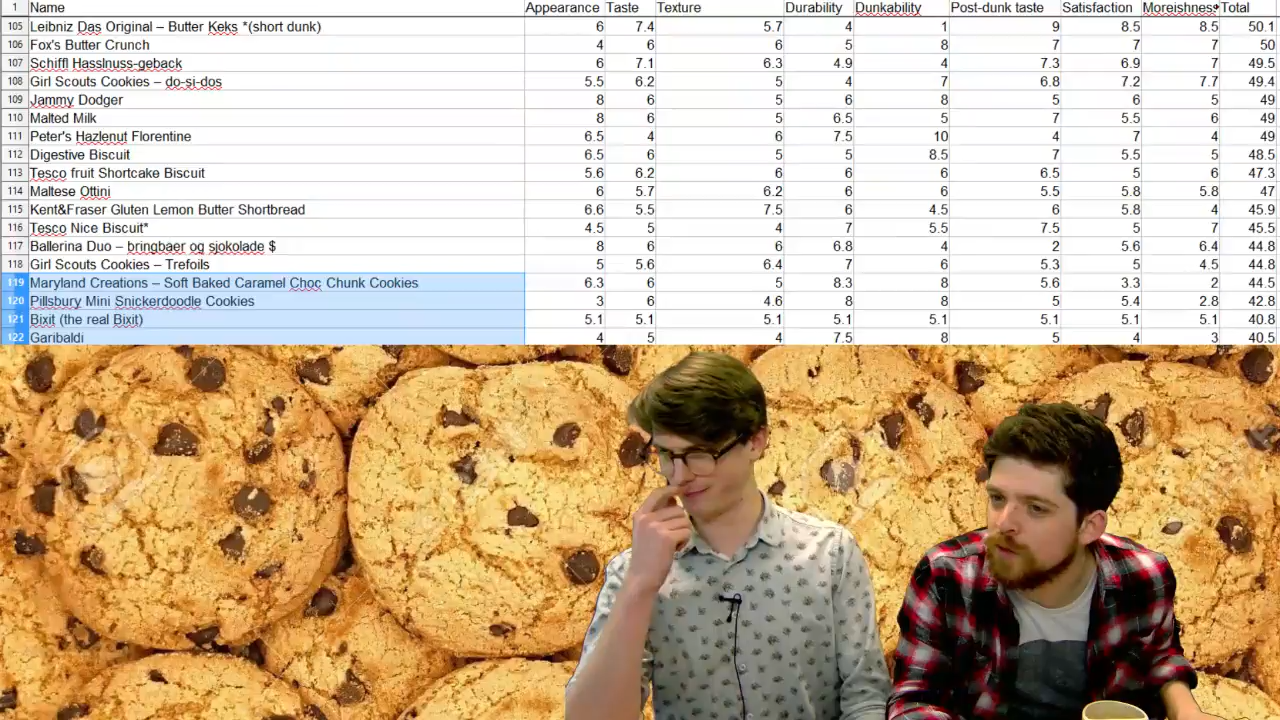 1 Name Appearance Taste Texture Durability Dunkability Post-dunk taste Satisfaction Moreishness Total
105 Leibniz Das Original – Butter Keks *(short dunk) 6 7.4 5.7 4 1 9 8.5 8.5 50.1
106 Fox's Butter Crunch 4 6 6 5 8 7 7 7 50
107 Schiffl Hasslnuss-geback 6 7.1 6.3 4.9 4 7.3 6.9 7 49.5
108 Girl Scouts Cookies – do-si-dos 5.5 6.2 5 4 7 6.8 7.2 7.7 49.4
109 Jammy Dodger 8 6 5 6 8 5 6 5 49
110 Malted Milk 8 6 5 6.5 5 7 5.5 6 49
111 Peter's Hazlenut Florentine 6.5 4 6 7.5 10 4 7 4 49
112 Digestive Biscuit 6.5 6 5 5 8.5 7 5.5 5 48.5
113 Tesco fruit Shortcake Biscuit 5.6 6.2 6 6 6 6.5 5 6 47.3
114 Maltese Ottini 6 5.7 6.2 6 6 5.5 5.8 5.8 47
115 Kent&Fraser Gluten Lemon Butter Shortbread 6.6 5.5 7.5 6 4.5 6 5.8 4 45.9
116 Tesco Nice Biscuit* 4.5 5 4 7 5.5 7.5 5 7 45.5
117 Ballerina Duo – bringbaer og sjokolade $ 8 6 6 6.8 4 2 5.6 6.4 44.8
118 Girl Scouts Cookies – Trefoils 5 5.6 6.4 7 6 5.3 5 4.5 44.8
119 Maryland Creations – Soft Baked Caramel Choc Chunk Cookies 6.3 6 5 8.3 8 5.6 3.3 2 44.5
120 Pillsbury Mini Snickerdoodle Cookies 3 6 4.6 8 8 5 5.4 2.8 42.8
121 Bixit (the real Bixit) 5.1 5.1 5.1 5.1 5.1 5.1 5.1 5.1 40.8
122 Garibaldi 4 5 4 7.5 8 5 4 3 40.5